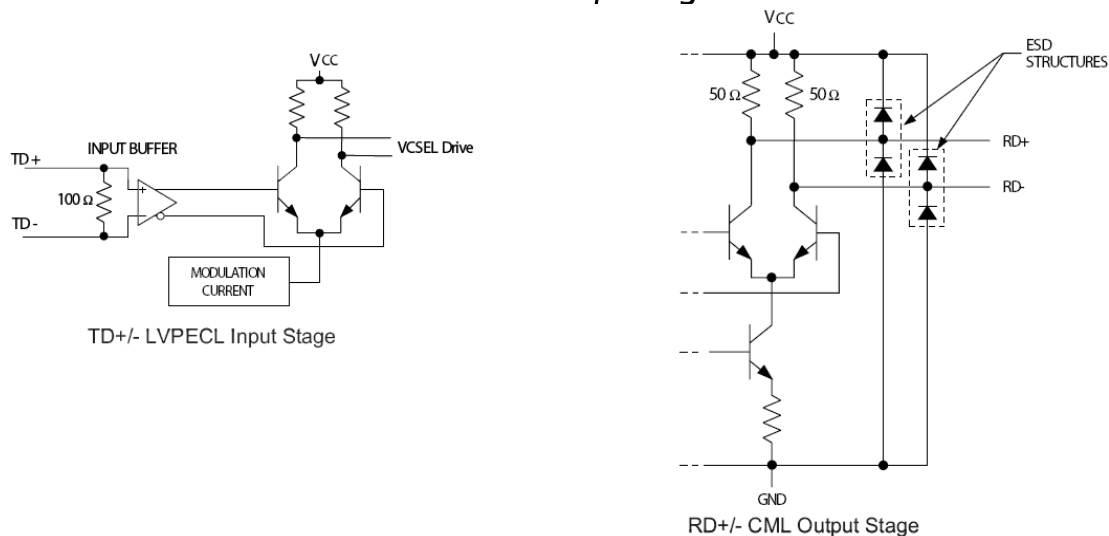 VCC
TD+
INPUT BUFFER
100 Ω
+
TD-
VCSEL Drive
MODULATION
CURRENT
TD+/- LVPECL Input Stage
VCC
50 Ω
50 Ω
ESD
STRUCTURES
RD+
RD-
GND
RD+/- CML Output Stage